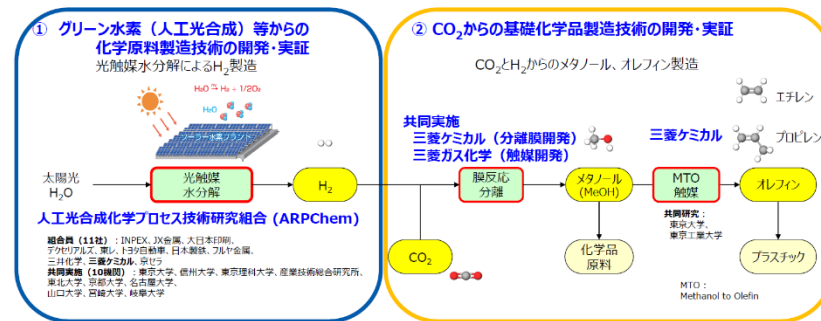 ① グリーン水素（人工光合成）等からの
化学原料製造技術の開発・実証
光触媒水分解によるH₂製造
H₂O → H₂ + 1/2O₂
H₂O
ソーラー水素プラント
太陽光
H₂O
光触媒
水分解
H₂
人工光合成化学プロセス技術研究組合 (ARPChem)
組合員（11社）：INPEX、JX金属、大日本印刷、
デクセリアルズ、東レ、トヨタ自動車、日本製鉄、フルヤ金属、
三井化学、三菱ケミカル、京セラ
共同実施（10機関）：東京大学、信州大学、東京理科大学、産業技術総合研究所、
東北大学、京都大学、名古屋大学、
山口大学、宮崎大学、岐阜大学
② CO₂からの基礎化学品製造技術の開発・実証
CO₂とH₂からのメタノール、オレフィン製造
共同実施
三菱ケミカル（分離膜開発）
三菱ガス化学（触媒開発）
三菱ケミカル
エチレン
プロピレン
膜反応
分離
メタノール
(MeOH)
MTO
触媒
オレフィン
共同研究：
東京大学、
東京工業大学
CO₂
化学品
原料
プラスチック
MTO：
Methanol to Olefin